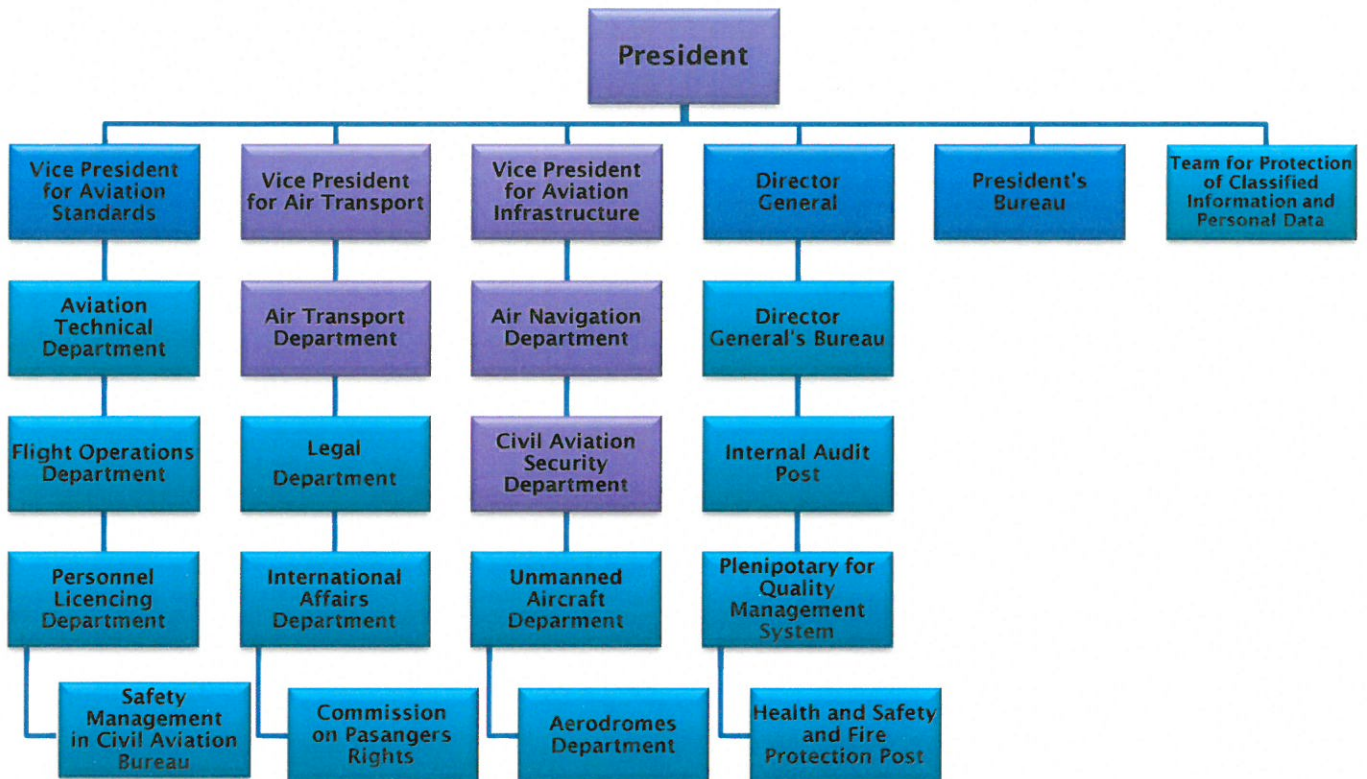 President
Vice President
for Aviation
Standards
Vice President
for Air Transport
Vice President
for Aviation
Infrastructure
Director
General
President's
Bureau
Team for Protection
of Classified
Information and
Personal Data
Aviation
Technical
Department
Air Transport
Department
Air Navigation
Department
Director
General's Bureau
Flight Operations
Department
Legal
Department
Civil Aviation
Security
Department
Internal Audit
Post
Personnel
Licencing
Department
International
Affairs
Department
Unmanned
Aircraft
Deparment
Plenipotary for
Quality
Management
System
Safety
Management
in Civil Aviation
Bureau
Commission
on Pasangers
Rights
Aerodromes
Department
Health and Safety
and Fire
Protection Post